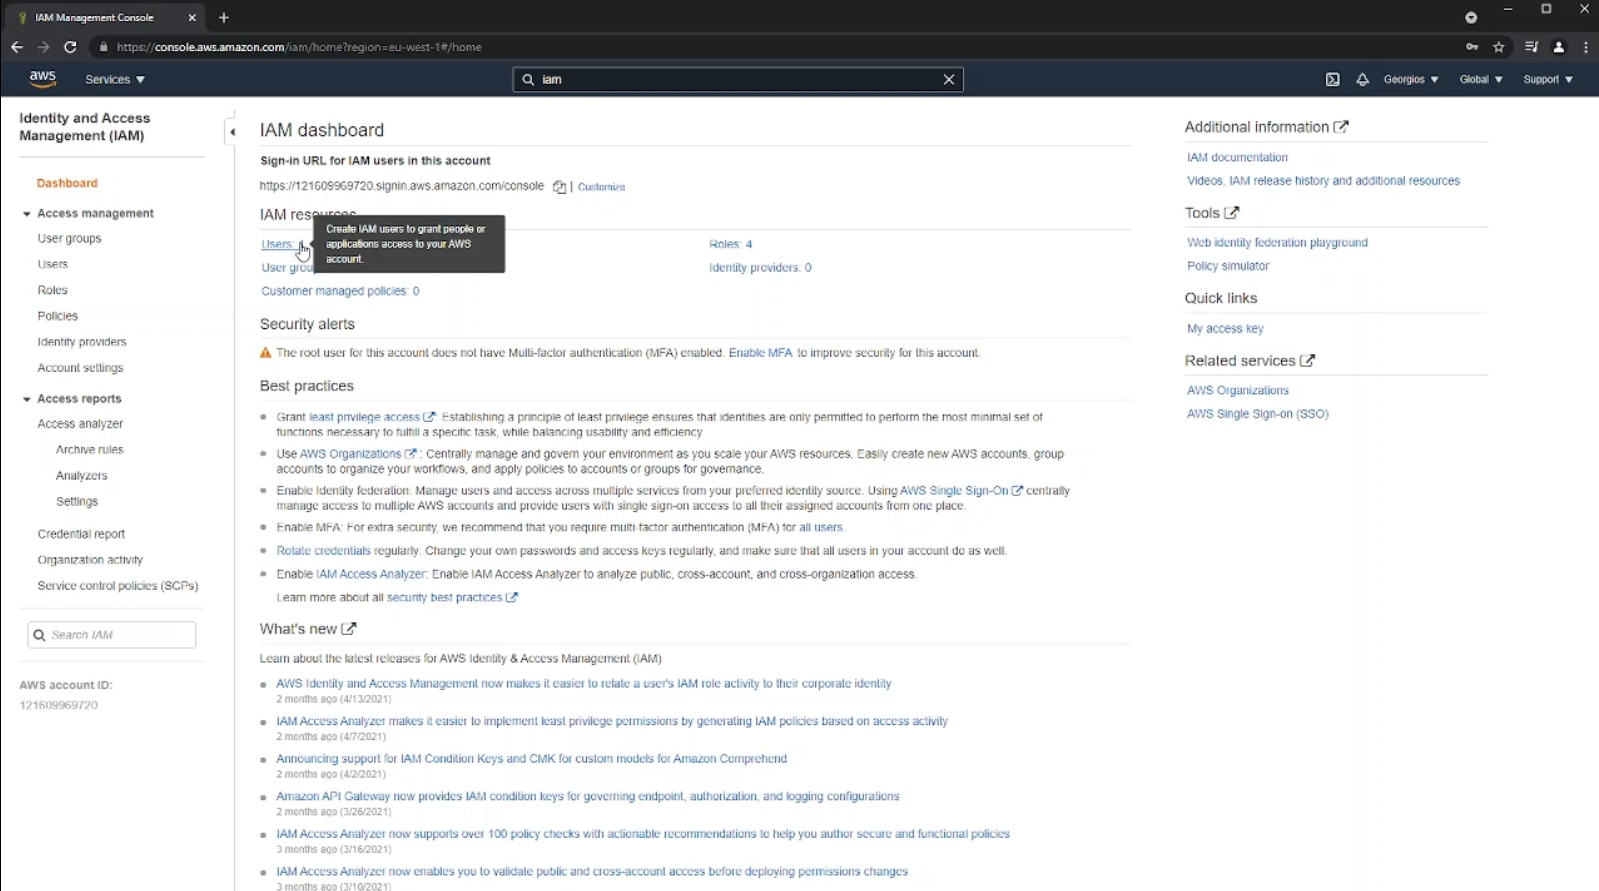 IAM Management Console
https://console.aws.amazon.com/iam/home?region=eu-west-1#/home
aws
Services
iam
Georgios
Global
Support
Identity and Access
Management (IAM)
Dashboard
Access management
User groups
Users
Roles
Policies
Identity providers
Account settings
Access reports
Access analyzer
Archive rules
Analyzers
Settings
Credential report
Organization activity
Service control policies (SCPs)
Search IAM
AWS account ID:
121609969720
IAM dashboard
Sign-in URL for IAM users in this account
https://121609969720.signin.aws.amazon.com/console | Customize
IAM resources
Users:
Create IAM users to grant people or
applications access to your AWS
account.
Roles: 4
User grou
Identity providers: 0
Customer managed policies: 0
Security alerts
The root user for this account does not have Multi-factor authentication (MFA) enabled. Enable MFA to improve security for this account.
Best practices
Grant least privilege access : Establishing a principle of least privilege ensures that identities are only permitted to perform the most minimal set of
functions necessary to fulfill a specific task, while balancing usability and efficiency.
Use AWS Organizations : Centrally manage and govern your environment as you scale your AWS resources. Easily create new AWS accounts, group
accounts to organize your workflows, and apply policies to accounts or groups for governance.
Enable Identity federation: Manage users and access across multiple services from your preferred identity source. Using AWS Single Sign-On centrally
manage access to multiple AWS accounts and provide users with single sign-on access to all their assigned accounts from one place.
Enable MFA: For extra security, we recommend that you require multi-factor authentication (MFA) for all users.
Rotate credentials regularly. Change your own passwords and access keys regularly, and make sure that all users in your account do as well.
Enable IAM Access Analyzer: Enable IAM Access Analyzer to analyze public, cross-account, and cross-organization access.
Learn more about all security best practices
What's new
Learn about the latest releases for AWS Identity & Access Management (IAM)
AWS Identity and Access Management now makes it easier to relate a user's IAM role activity to their corporate identity
2 months ago (4/13/2021)
IAM Access Analyzer makes it easier to implement least privilege permissions by generating IAM policies based on access activity
2 months ago (4/7/2021)
Announcing support for IAM Condition Keys and CMK for custom models for Amazon Comprehend
2 months ago (4/2/2021)
Amazon API Gateway now provides IAM condition keys for governing endpoint, authorization, and logging configurations
2 months ago (3/26/2021)
IAM Access Analyzer now supports over 100 policy checks with actionable recommendations to help you author secure and functional policies
2 months ago (3/16/2021)
IAM Access Analyzer now enables you to validate public and cross-account access before deploying permissions changes
3 months ago (3/10/2021)
Additional information
IAM documentation
Videos, IAM release history and additional resources
Tools
Web identity federation playground
Policy simulator
Quick links
My access key
Related services
AWS Organizations
AWS Single Sign-on (SSO)